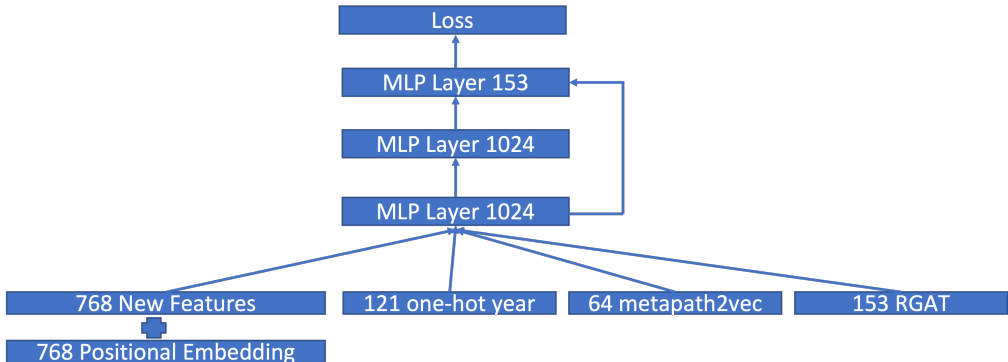 Loss
MLP Layer 153
MLP Layer 1024
MLP Layer 1024
768 New Features
121 one-hot year
64 metapath2vec
153 RGAT
768 Positional Embedding